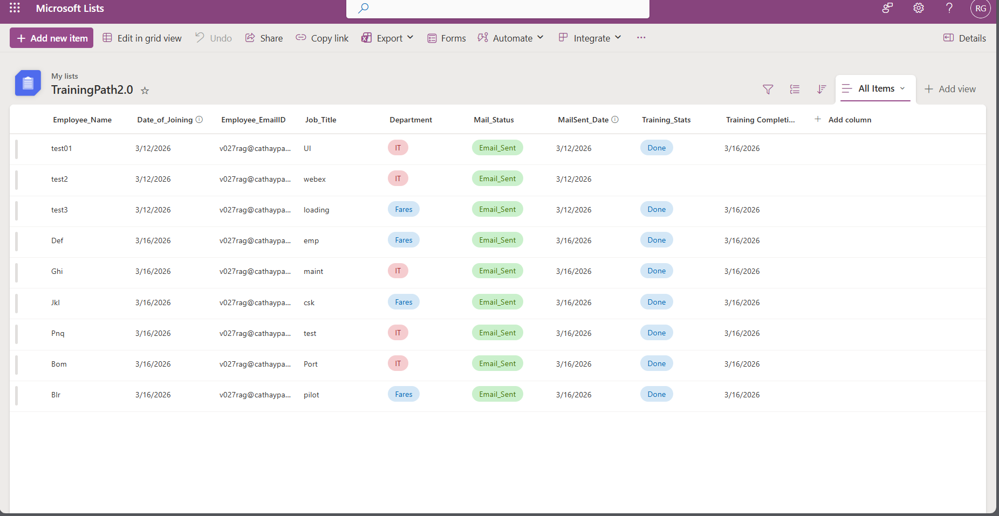 Microsoft Lists
RG
Add new item Edit in grid view Undo Share Copy link Export Forms Automate Integrate ... Details
My lists
TrainingPath2.0
All Items Add view
Employee_Name Date_of_Joining Employee_EmailID Job_Title Department Mail_Status MailSent_Date Training_Stats Training Completi... Add column
test01 3/12/2026 v027rag@cathaypa... UI IT Email_Sent 3/12/2026 Done 3/16/2026
test2 3/12/2026 v027rag@cathaypa... webex IT Email_Sent 3/12/2026
test3 3/12/2026 v027rag@cathaypa... loading Fares Email_Sent 3/12/2026 Done 3/16/2026
Def 3/16/2026 v027rag@cathaypa... emp Fares Email_Sent 3/16/2026 Done 3/16/2026
Ghi 3/16/2026 v027rag@cathaypa... maint IT Email_Sent 3/16/2026 Done 3/16/2026
Jkl 3/16/2026 v027rag@cathaypa... csk Fares Email_Sent 3/16/2026 Done 3/16/2026
Pnq 3/16/2026 v027rag@cathaypa... test IT Email_Sent 3/16/2026 Done 3/16/2026
Bom 3/16/2026 v027rag@cathaypa... Port IT Email_Sent 3/16/2026 Done 3/16/2026
Blr 3/16/2026 v027rag@cathaypa... pilot Fares Email_Sent 3/16/2026 Done 3/16/2026